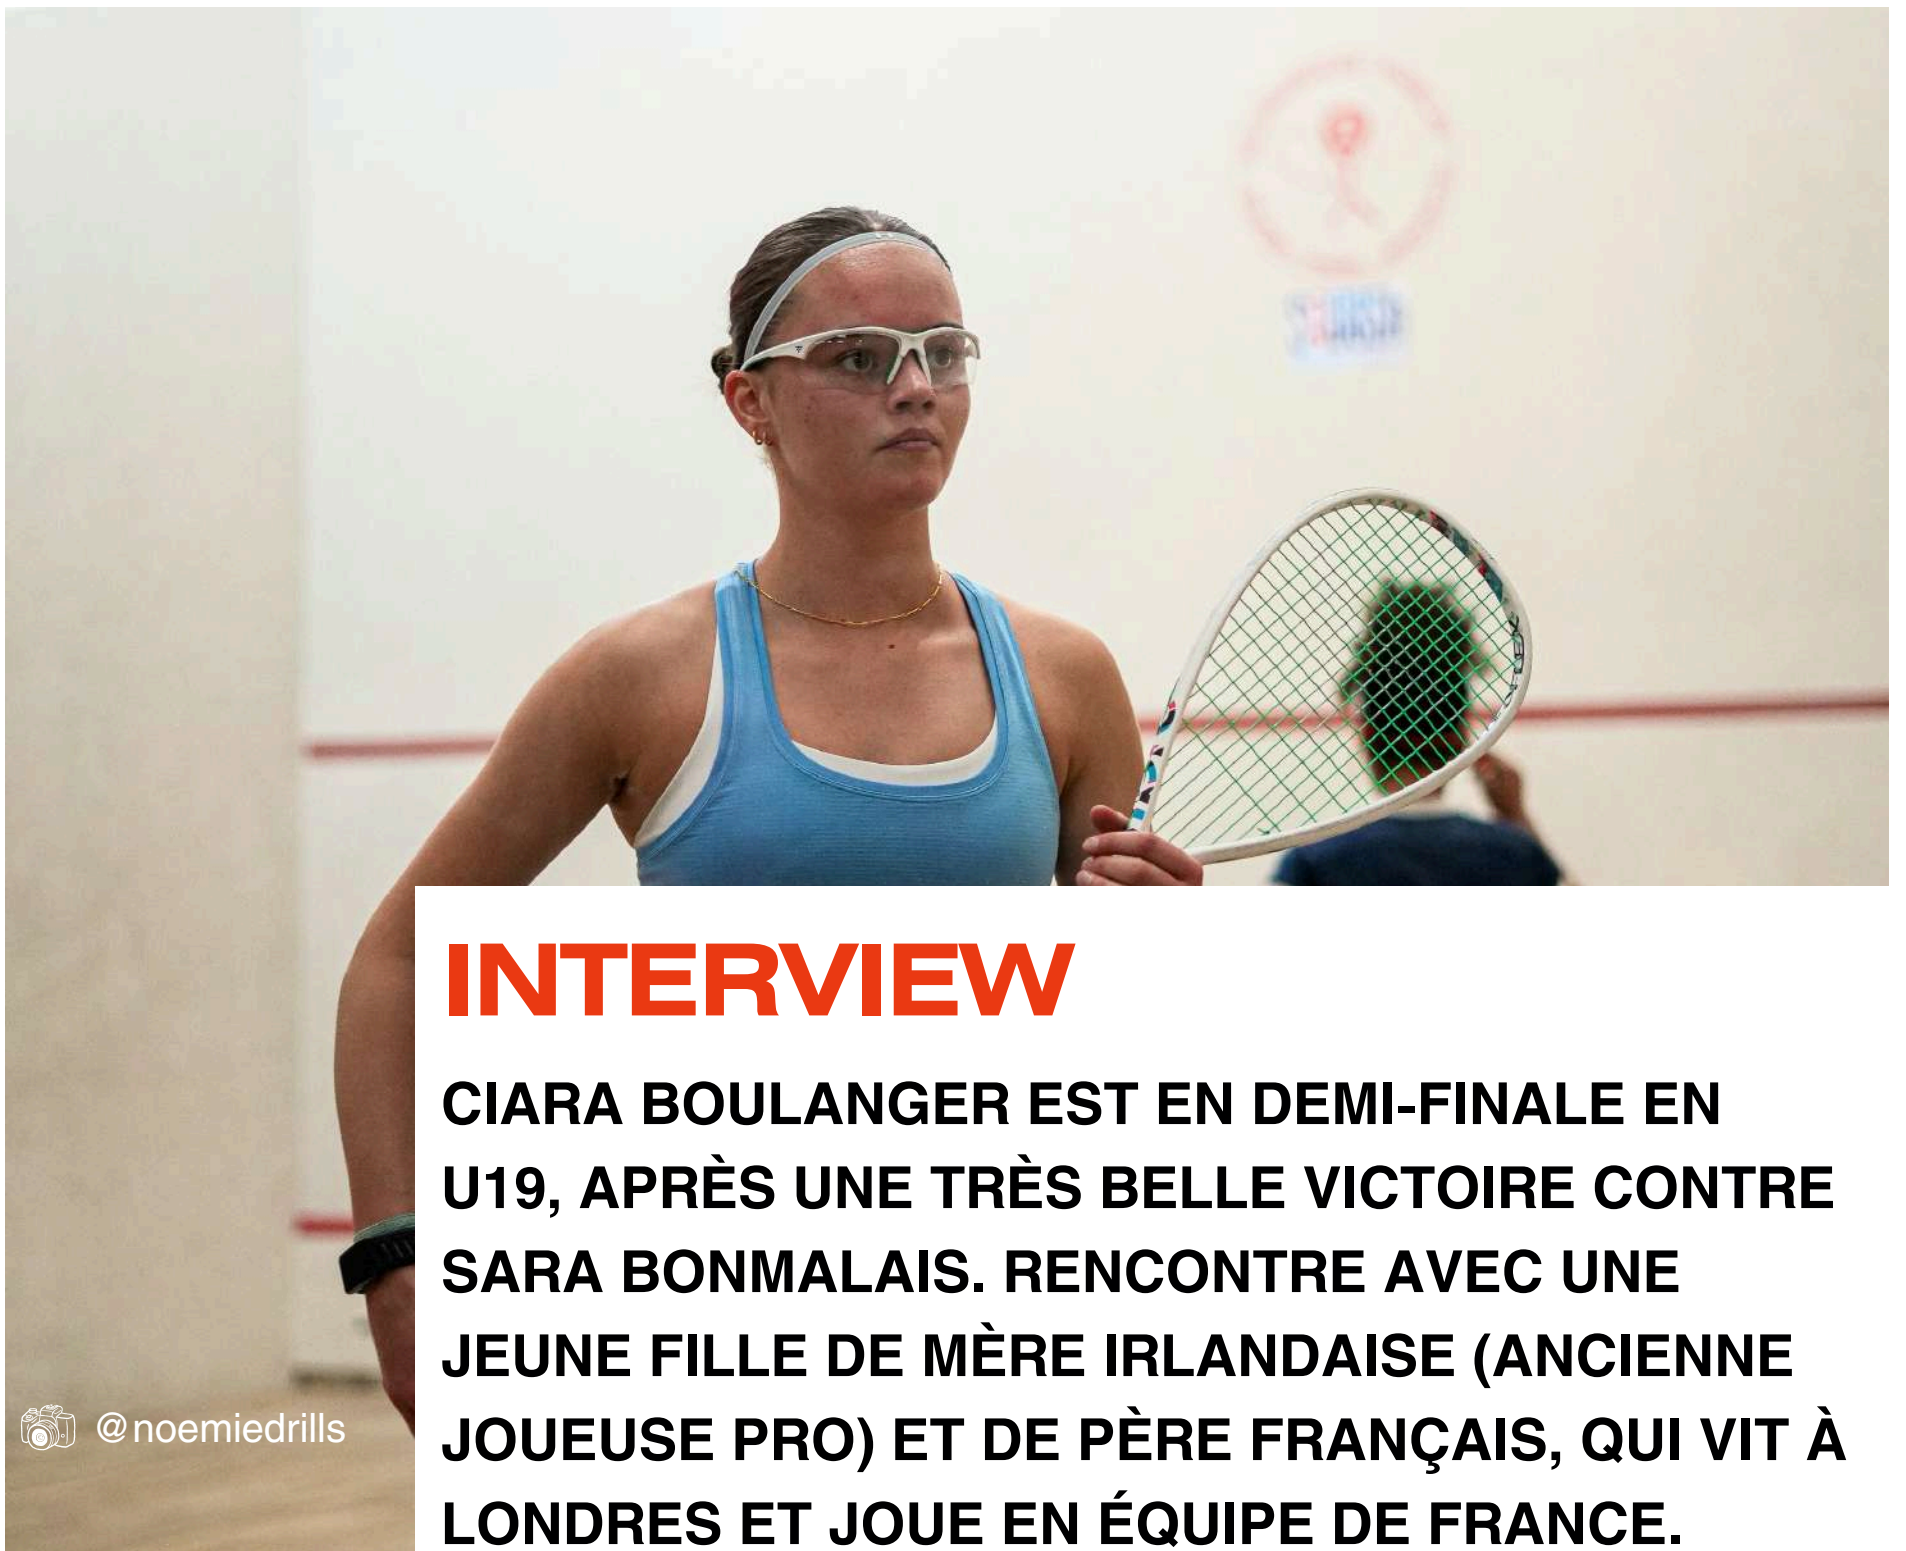 INTERVIEW
CIARA BOULANGER EST EN DEMI-FINALE EN
U19, APRÈS UNE TRÈS BELLE VICTOIRE CONTRE
SARA BONMALAIS. RENCONTRE AVEC UNE
JEUNE FILLE DE MÈRE IRLANDAISE (ANCIENNE
JOUEUSE PRO) ET DE PÈRE FRANÇAIS, QUI VIT À
LONDRES ET JOUE EN ÉQUIPE DE FRANCE.
@noemiedrills